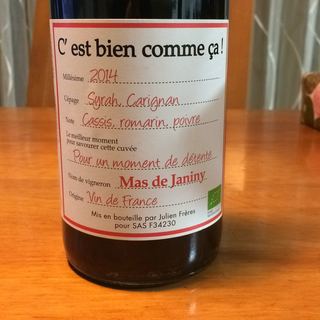 C' est bien comme ça !
Millésime 2014
Cépage Syrah, Carignan
Note Cassis, romarin, poivre
Le meilleur moment
pour savourer cette cuvée
Pour un moment de détente
Nom de vigneron Mas de Janiny
Origine Vin de France
Mis en bouteille par Julien Frères
pour SAS F34230